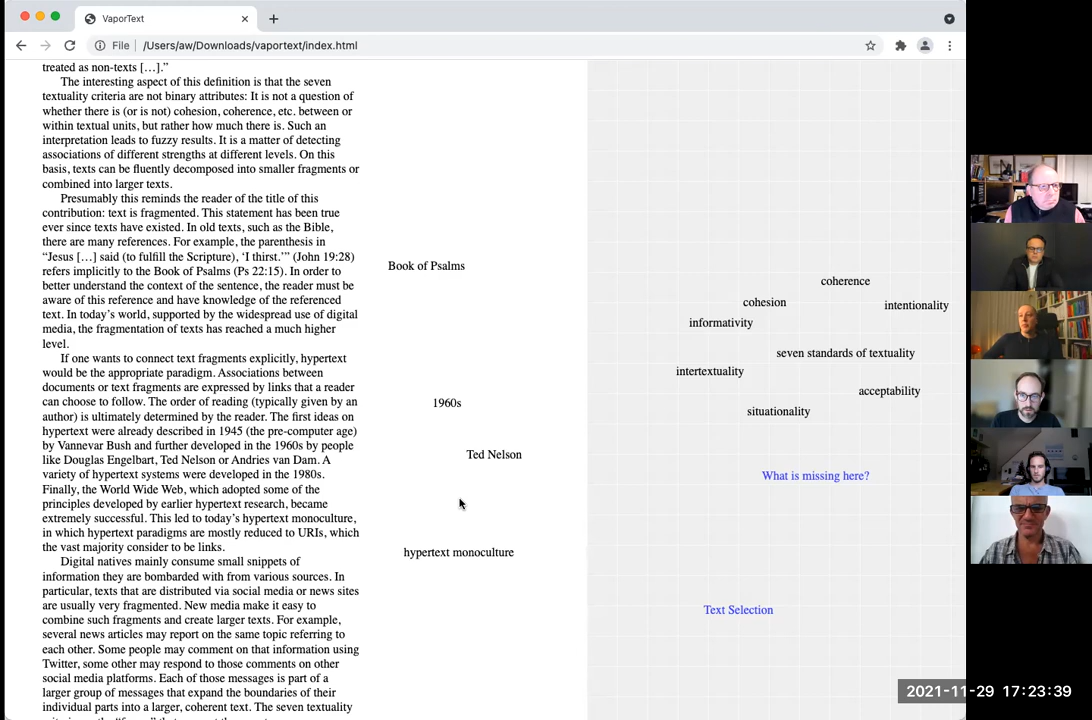 VaporText
File
/Users/aw/Downloads/vaportext/index.html
treated as non-texts […].”
The interesting aspect of this definition is that the seven
textuality criteria are not binary attributes: It is not a question of
whether there is (or is not) cohesion, coherence, etc. between or
within textual units, but rather how much there is. Such an
interpretation leads to fuzzy results. It is a matter of detecting
associations of different strengths at different levels. On this
basis, texts can be fluently decomposed into smaller fragments or
combined into larger texts.
Presumably this reminds the reader of the title of this
contribution: text is fragmented. This statement has been true
ever since texts have existed. In old texts, such as the Bible,
there are many references. For example, the parenthesis in
“Jesus […] said (to fulfill the Scripture), ‘I thirst.’” (John 19:28)
refers implicitly to the Book of Psalms (Ps 22:15). In order to
better understand the context of the sentence, the reader must be
aware of this reference and have knowledge of the referenced
text. In today’s world, supported by the widespread use of digital
media, the fragmentation of texts has reached a much higher
level.
If one wants to connect text fragments explicitly, hypertext
would be the appropriate paradigm. Associations between
documents or text fragments are expressed by links that a reader
can choose to follow. The order of reading (typically given by an
author) is ultimately determined by the reader. The first ideas on
hypertext were already described in 1945 (the pre-computer age)
by Vannevar Bush and further developed in the 1960s by people
like Douglas Engelbart, Ted Nelson or Andries van Dam. A
variety of hypertext systems were developed in the 1980s.
Finally, the World Wide Web, which adopted some of the
principles developed by earlier hypertext research, became
extremely successful. This led to today’s hypertext monoculture,
in which hypertext paradigms are mostly reduced to URIs, which
the vast majority consider to be links.
Digital natives mainly consume small snippets of
information they are bombarded with from various sources. In
particular, texts that are distributed via social media or news sites
are usually very fragmented. New media make it easy to
combine such fragments and create larger texts. For example,
several news articles may report on the same topic referring to
each other. Some people may comment on that information using
Twitter, some other may respond to those comments on other
social media platforms. Each of those messages is part of a
larger group of messages that expand the boundaries of their
individual parts into a larger, coherent text. The seven textuality
Book of Psalms
1960s
Ted Nelson
hypertext monoculture
coherence
cohesion
intentionality
informativity
seven standards of textuality
intertextuality
acceptability
situationality
What is missing here?
Text Selection
2021-11-29 17:23:39